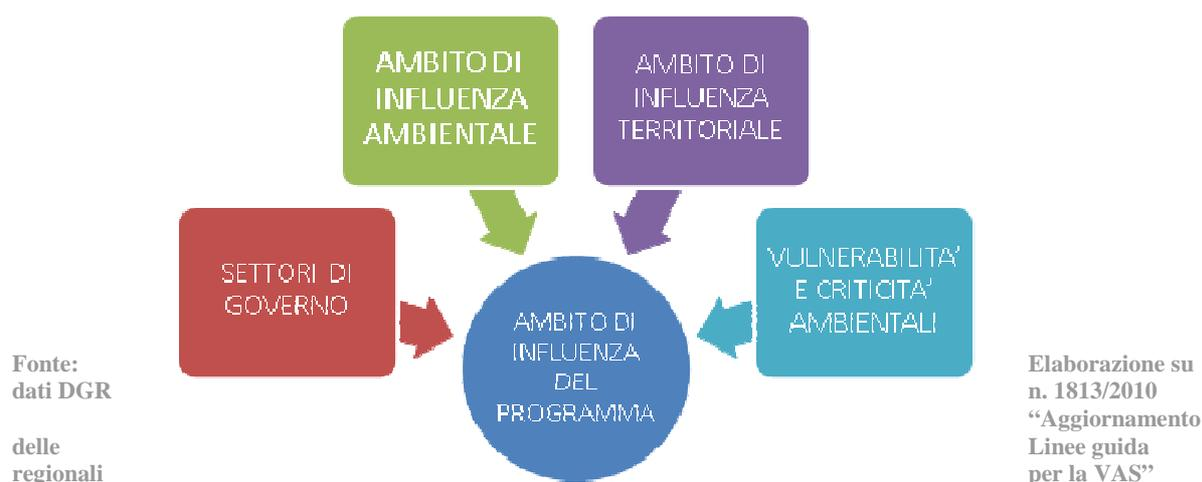 AMBITO DI
INFLUENZA
AMBIENTALE
AMBITO DI
INFLUENZA
TERRITORIALE
SETTORI DI
GOVERNO
VULNERABILITA'
E CRITICITA'
AMBIENTALI
AMBITO DI
INFLUENZA
DEL
PROGRAMMA
Fonte: Elaborazione su
dati DGR n. 1813/2010
“Aggiornamento
delle Linee guida
regionali per la VAS”